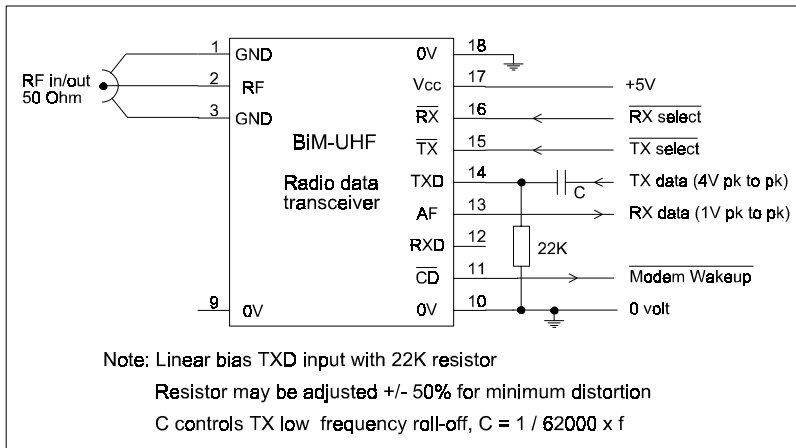 RF in/out
50 Ohm
1
2
3
9
GND
RF
GND
0V
BiM-UHF
Radio data
transceiver
0V
Vcc
RX
TX
TXD
AF
RXD
CD
0V
18
17
16
15
14
13
12
11
10
C
22K
+5V
RX select
TX select
TX data (4V pk to pk)
RX data (1V pk to pk)
Modem Wakeup
0 volt
Note: Linear bias TXD input with 22K resistor
Resistor may be adjusted +/- 50% for minimum distortion
C controls TX low frequency roll-off, C = 1 / 62000 x f